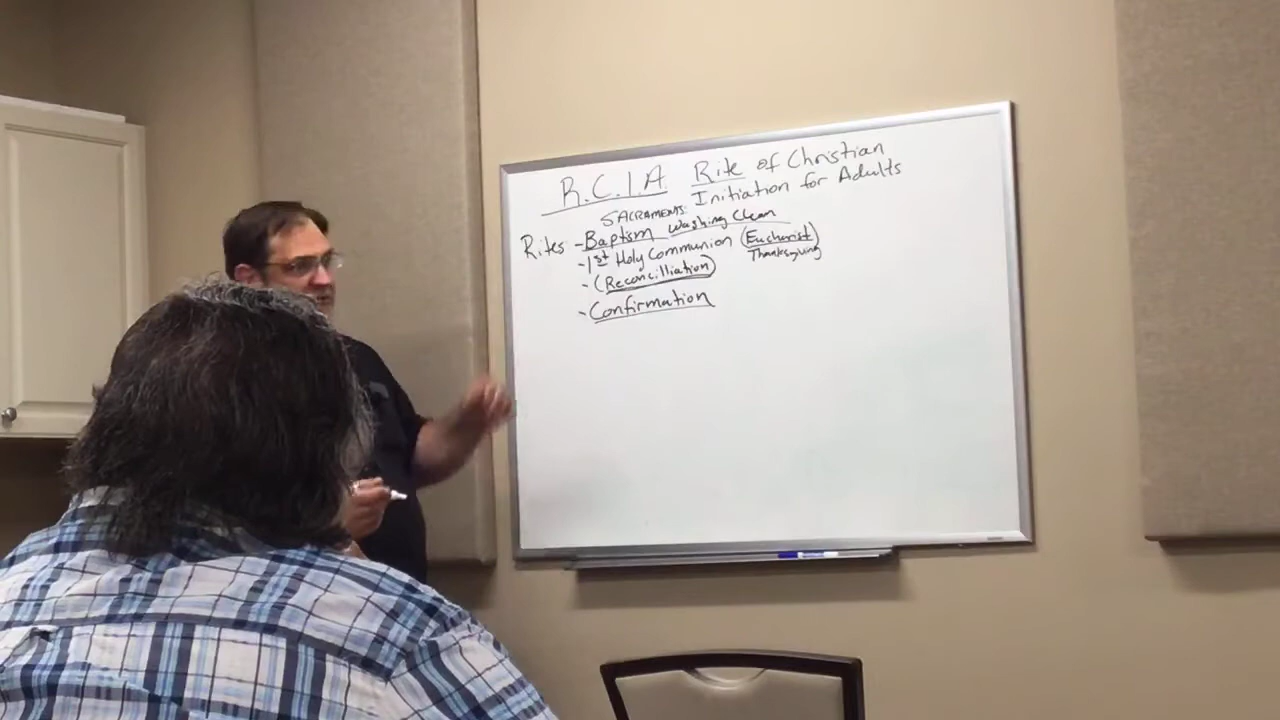 R.C.I.A. Rite of Christian
Initiation for Adults
SACRAMENTS:
Rites - Baptism Washing Clean
- 1st Holy Communion (Eucharist)
Thanksgiving
- (Reconcilliation)
- Confirmation